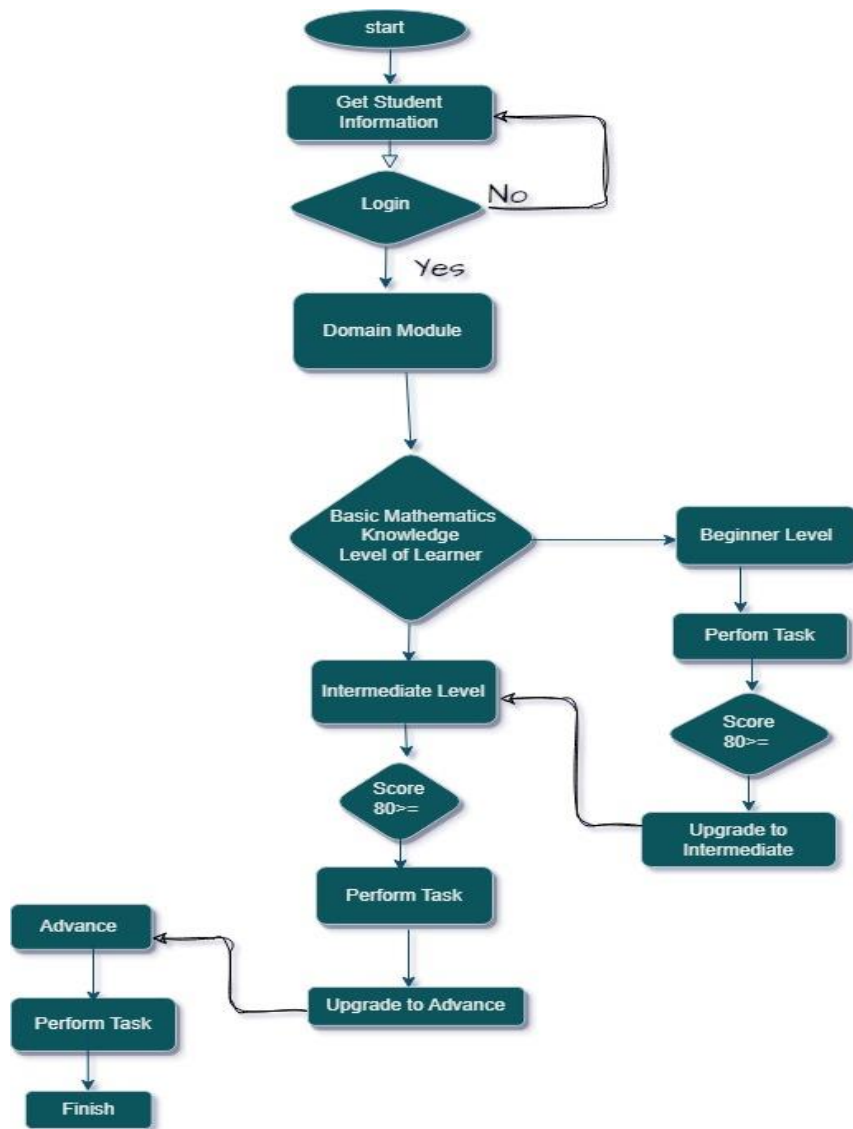 start
Get Student
Information
Login
No
Yes
Domain Module
Basic Mathematics
Knowledge
Level of Learner
Beginner Level
Perfom Task
Score
80>=
Upgrade to
Intermediate
Intermediate Level
Score
80>=
Perform Task
Upgrade to Advance
Advance
Perform Task
Finish